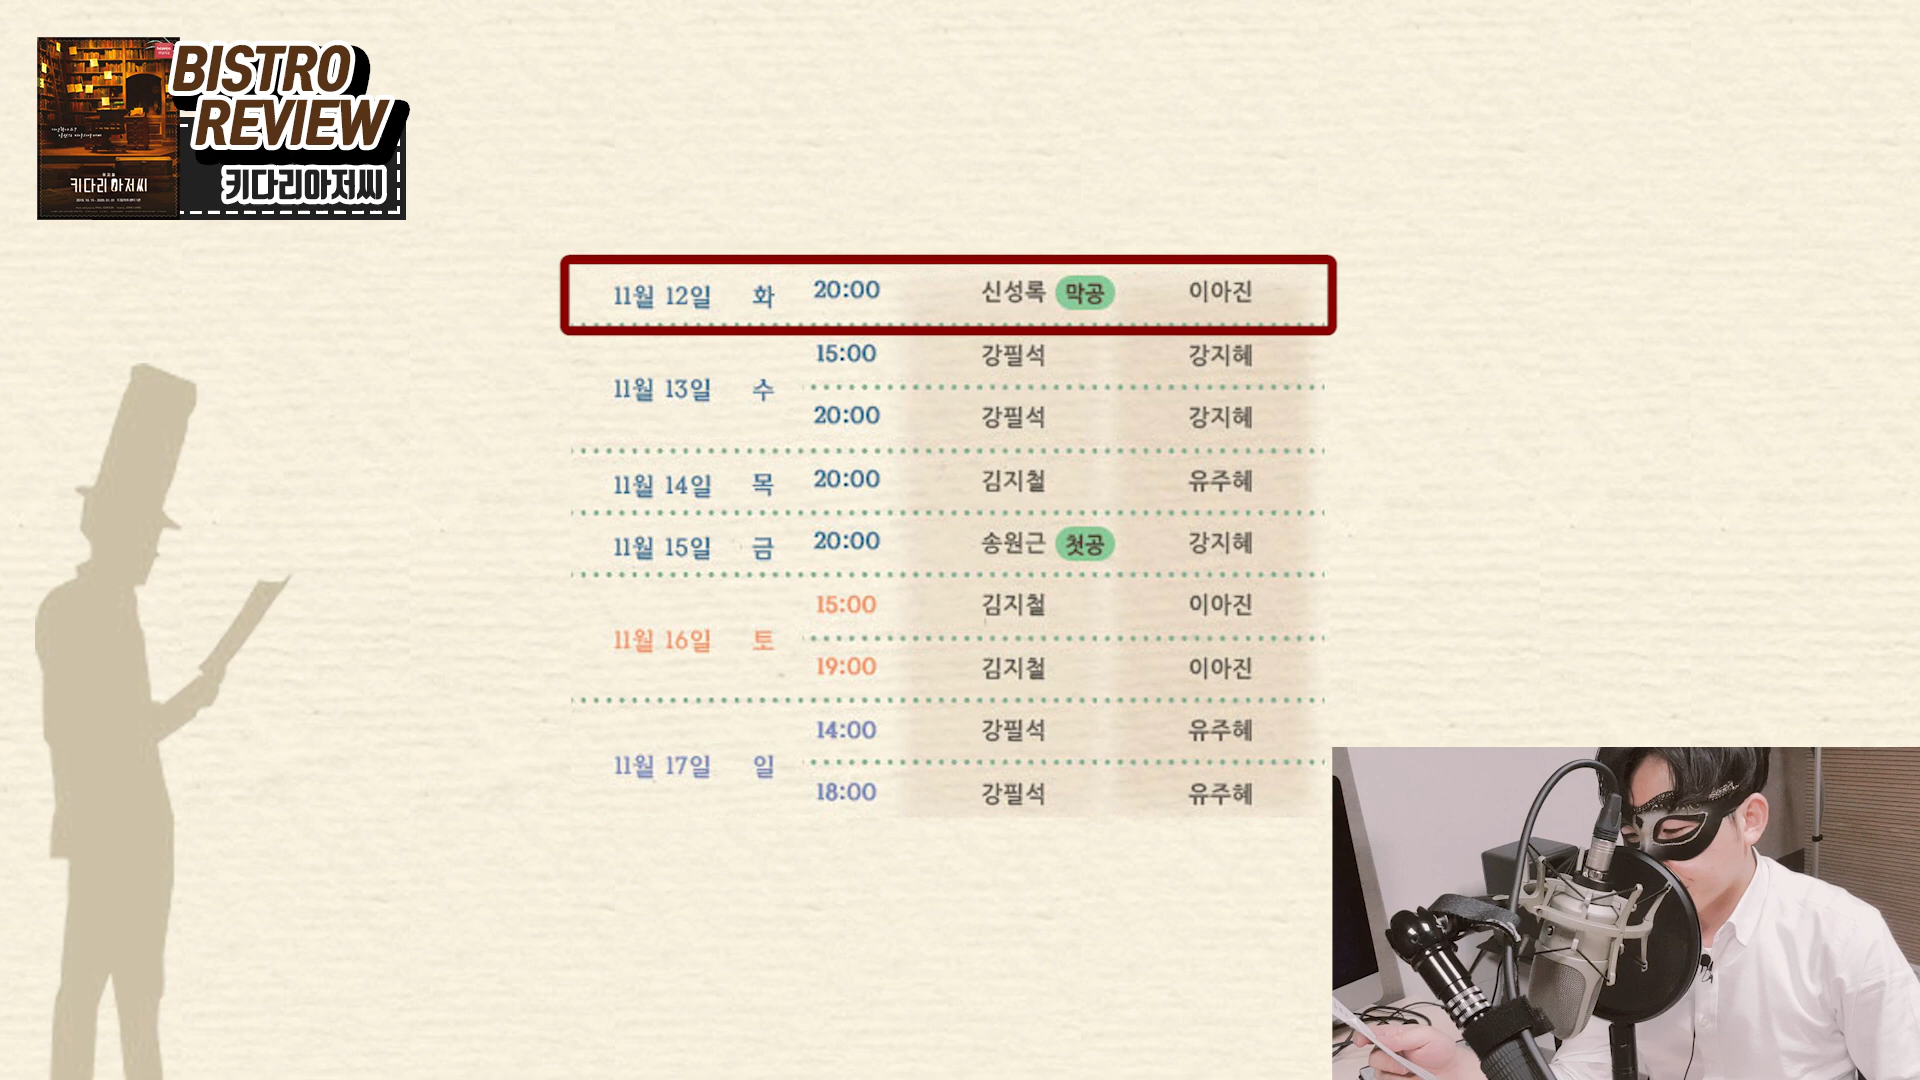 BISTRO
REVIEW
키다리아저씨
키다리 아저씨
11월 12일 화 20:00 신성록 막공 이아진
11월 13일 수 15:00 강필석 강지혜
20:00 강필석 강지혜
11월 14일 목 20:00 김지철 유주혜
11월 15일 금 20:00 송원근 첫공 강지혜
11월 16일 토 15:00 김지철 이아진
19:00 김지철 이아진
11월 17일 일 14:00 강필석 유주혜
18:00 강필석 유주혜